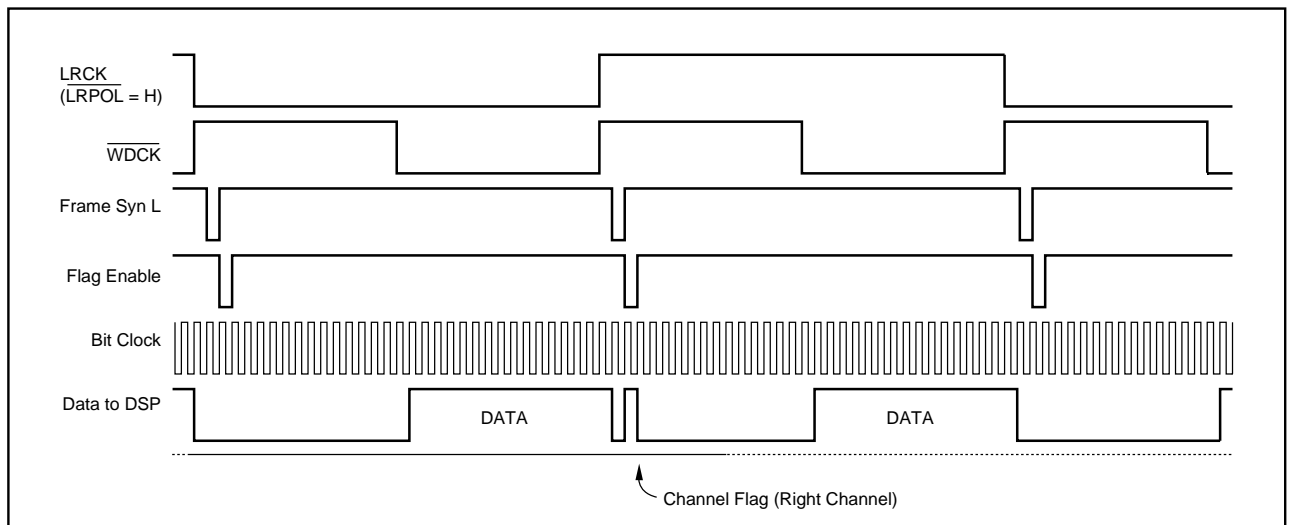 LRCK
(LRPOL = H)
WDCK
Frame Syn L
Flag Enable
Bit Clock
Data to DSP
DATA
DATA
Channel Flag (Right Channel)